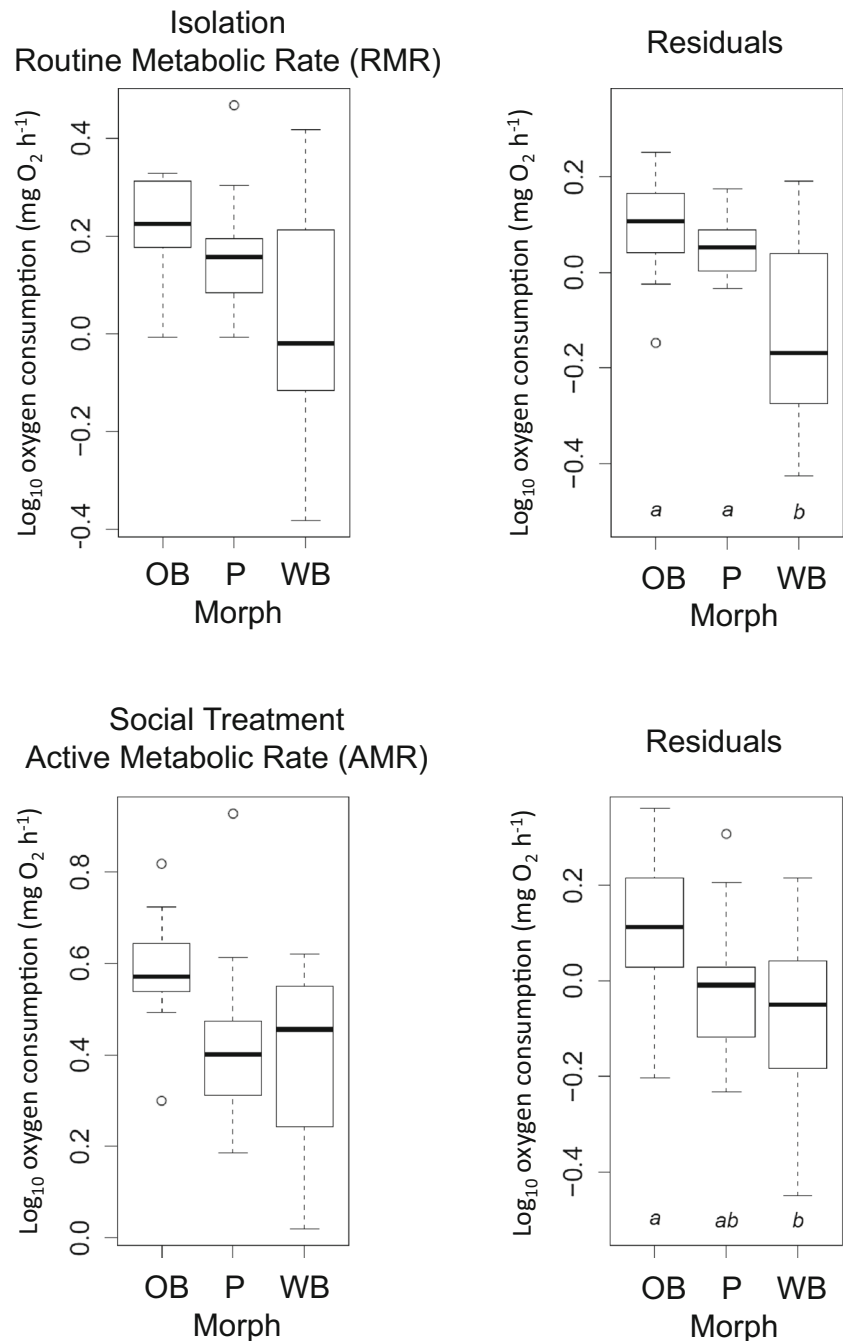 Isolation
Routine Metabolic Rate (RMR)
Log10 oxygen consumption (mg O2 h-1)
0.4
0.2
0.0
−0.2
−0.4
OB P WB
Morph
Residuals
Log10 oxygen consumption (mg O2 h-1)
0.2
0.0
−0.2
−0.4
a a b
OB P WB
Morph
Social Treatment
Active Metabolic Rate (AMR)
Log10 oxygen consumption (mg O2 h-1)
0.8
0.6
0.4
0.2
0.0
OB P WB
Morph
Residuals
Log10 oxygen consumption (mg O2 h-1)
0.2
0.0
−0.2
−0.4
a ab b
OB P WB
Morph